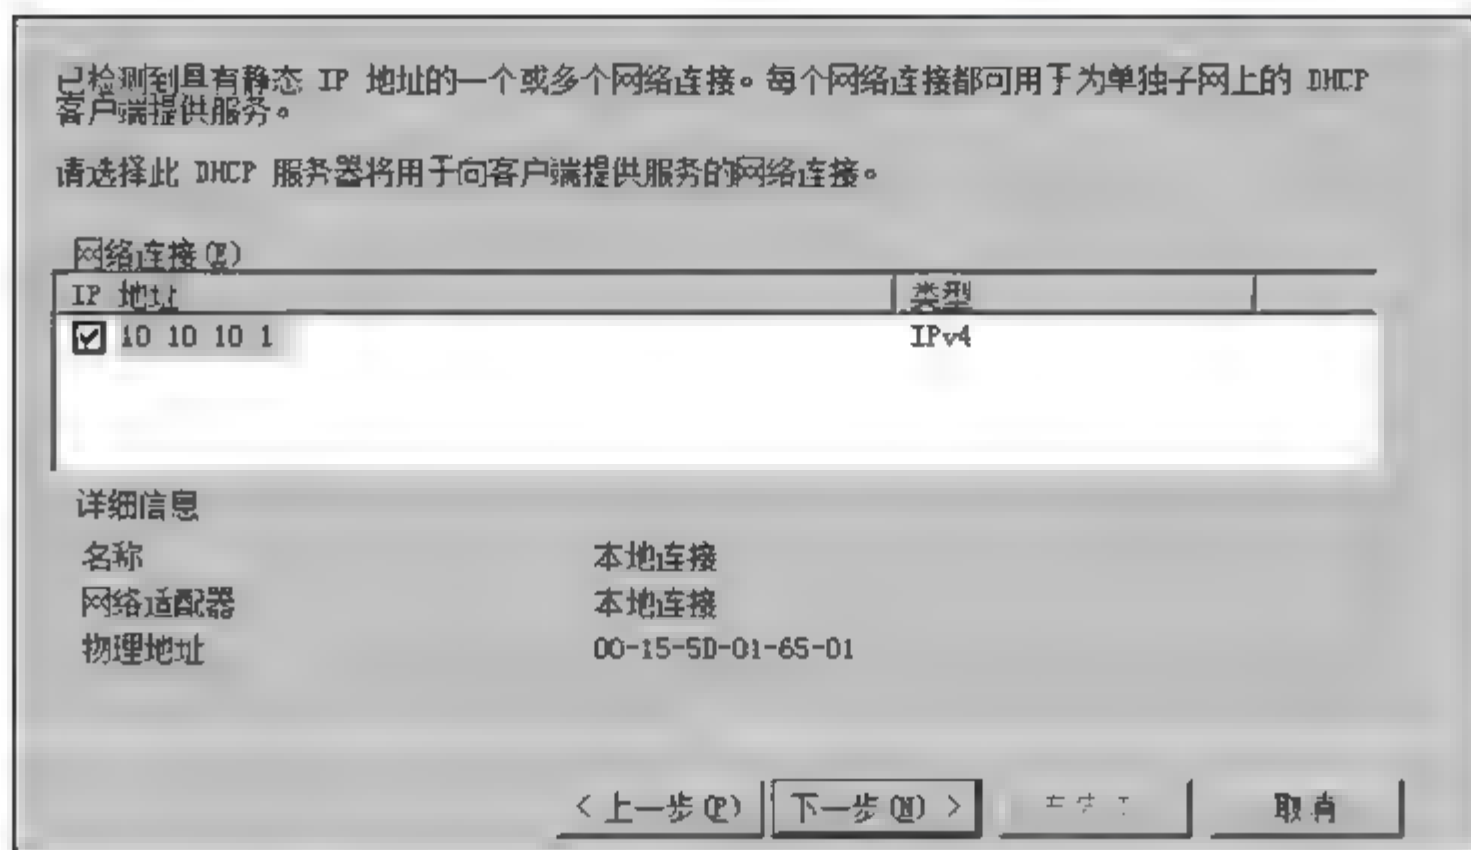 已检测到具有静态 IP 地址的一个或多个网络连接。每个网络连接都可用于为单独子网上的 DHCP
客户端提供服务。
请选择此 DHCP 服务器将用于向客户端提供服务的网络连接。
网络连接(E)
IP 地址 类型
10 10 10 1 IPv4
详细信息
名称 本地连接
网络适配器 本地连接
物理地址 00-15-5D-01-65-01
< 上一步(P) 下一步(N) > 取消